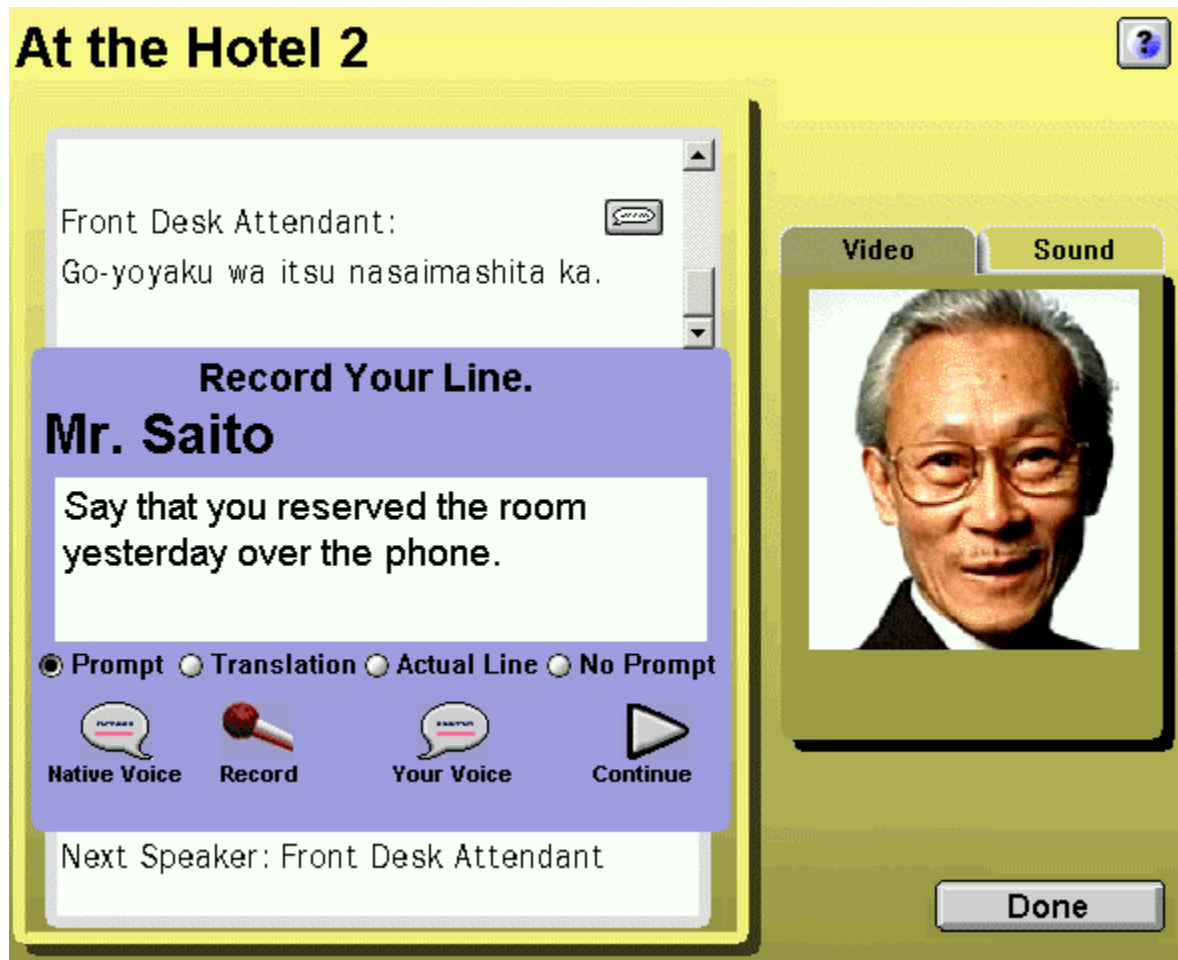 At the Hotel 2
Front Desk Attendant:
Go-yoyaku wa itsu nasaimashita ka.
Record Your Line.
Mr. Saito
Say that you reserved the room
yesterday over the phone.
Prompt Translation Actual Line No Prompt
Native Voice Record Your Voice Continue
Next Speaker: Front Desk Attendant
Video Sound
Done
?